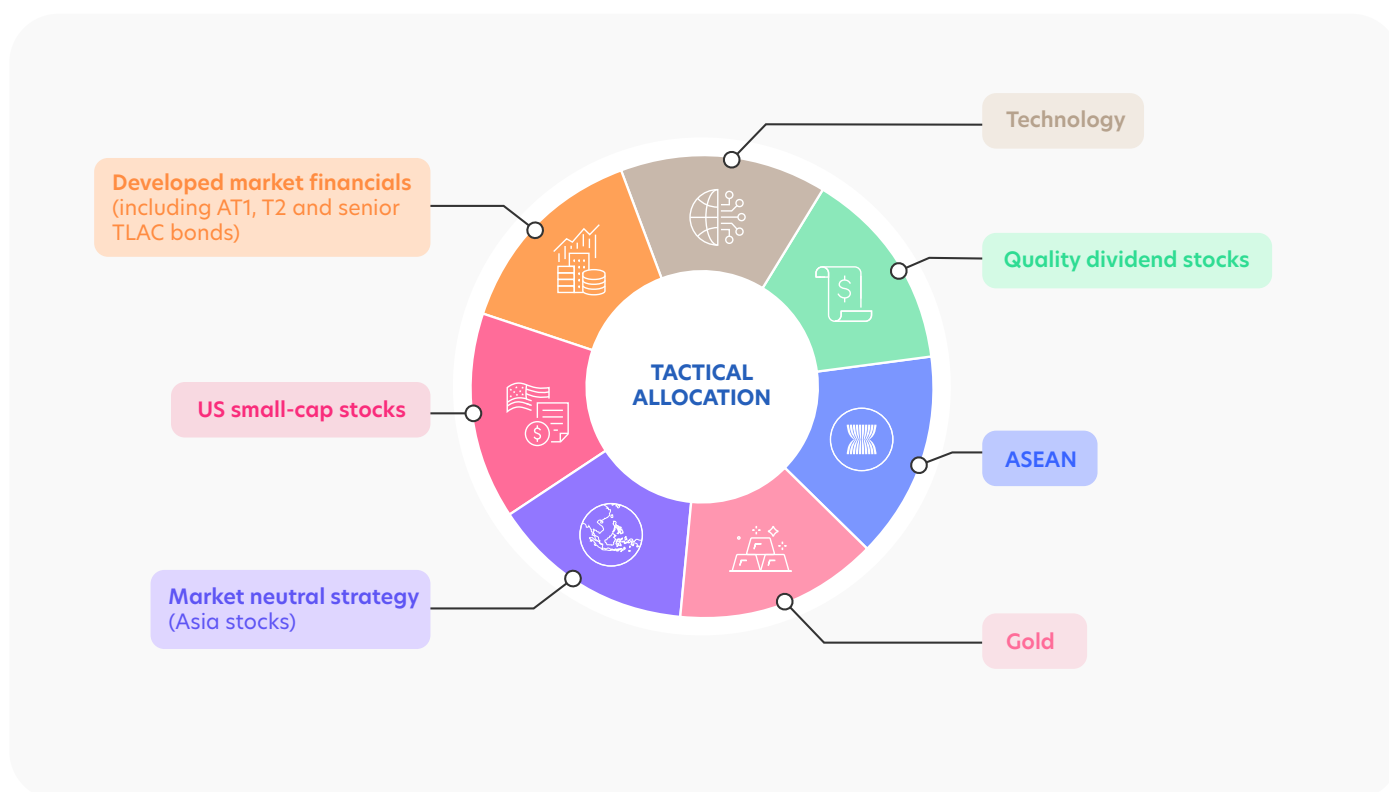 Technology
Developed market financials
(including AT1, T2 and senior
TLAC bonds)
Quality dividend stocks
TACTICAL
ALLOCATION
US small-cap stocks
ASEAN
Market neutral strategy
(Asia stocks)
Gold